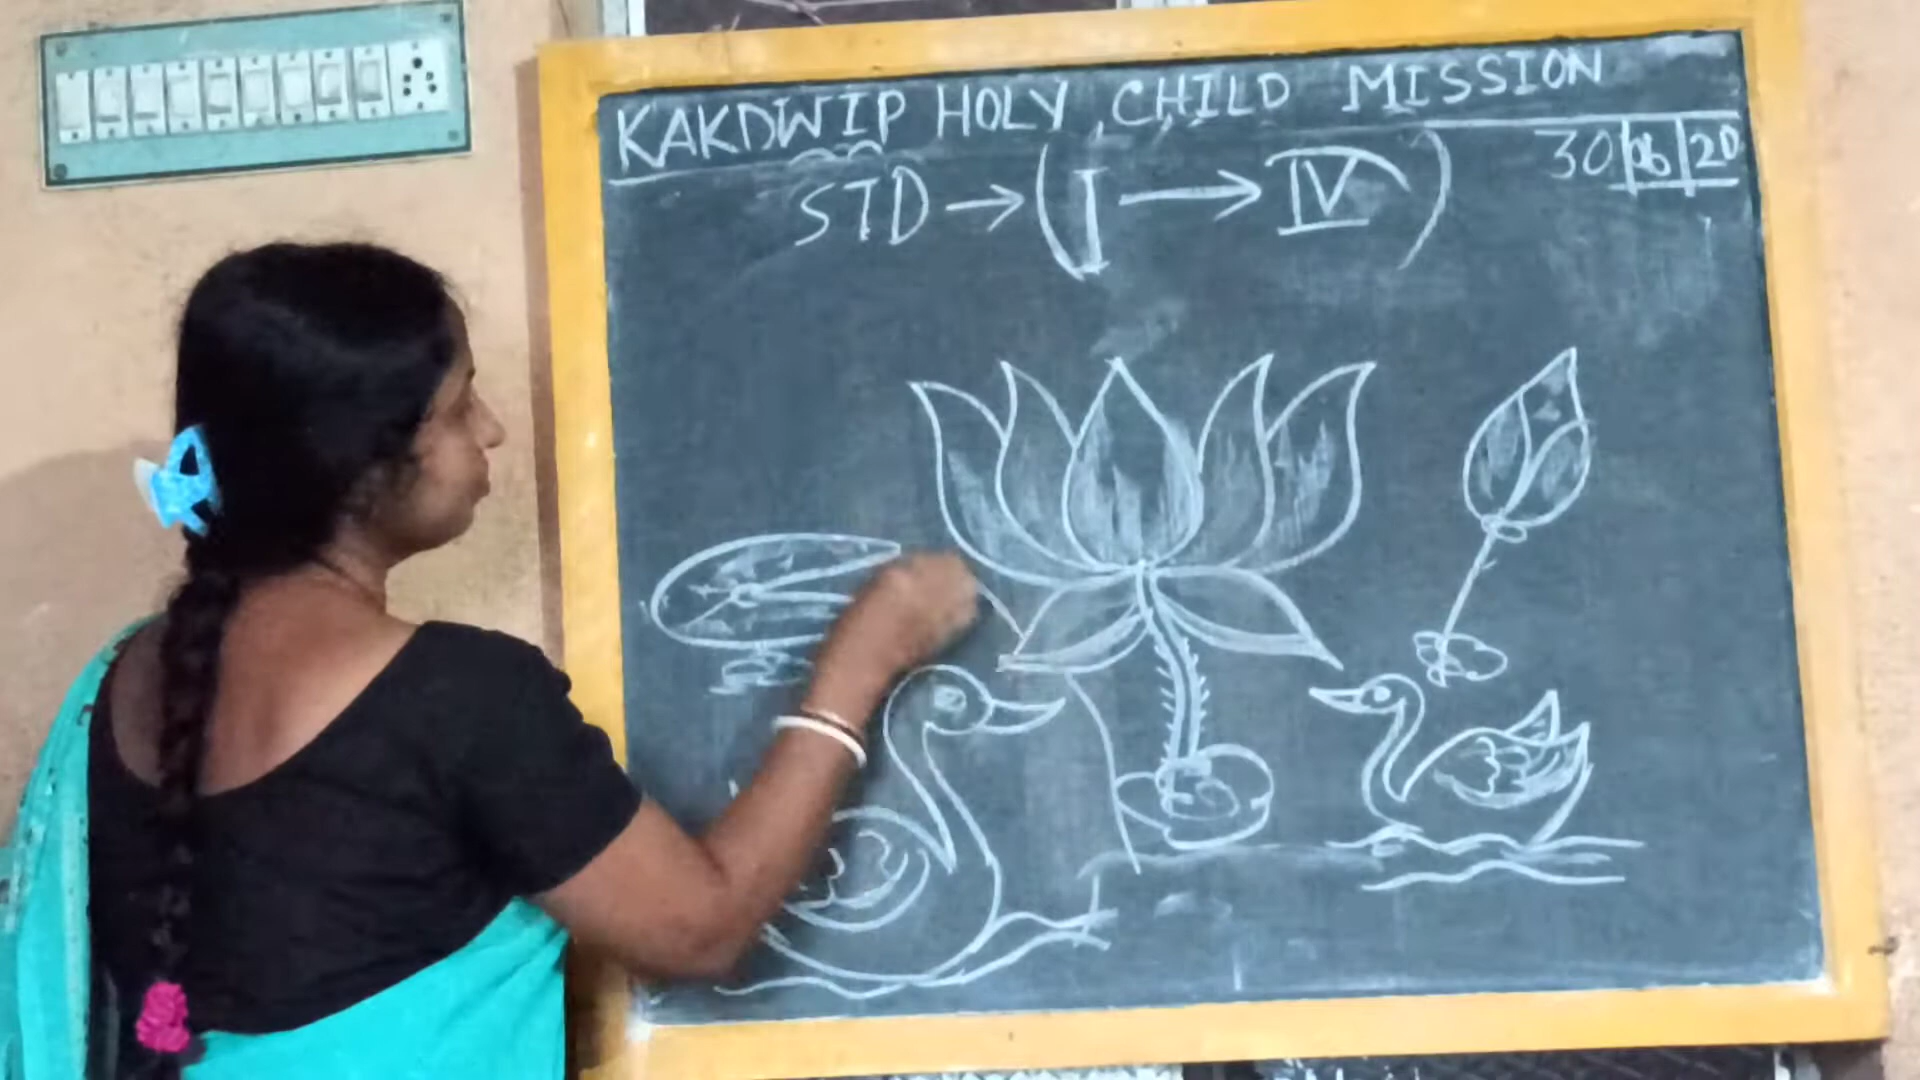 KAKDWIP HOLY CHILD MISSION
30|06|20
STD → (I → IV)